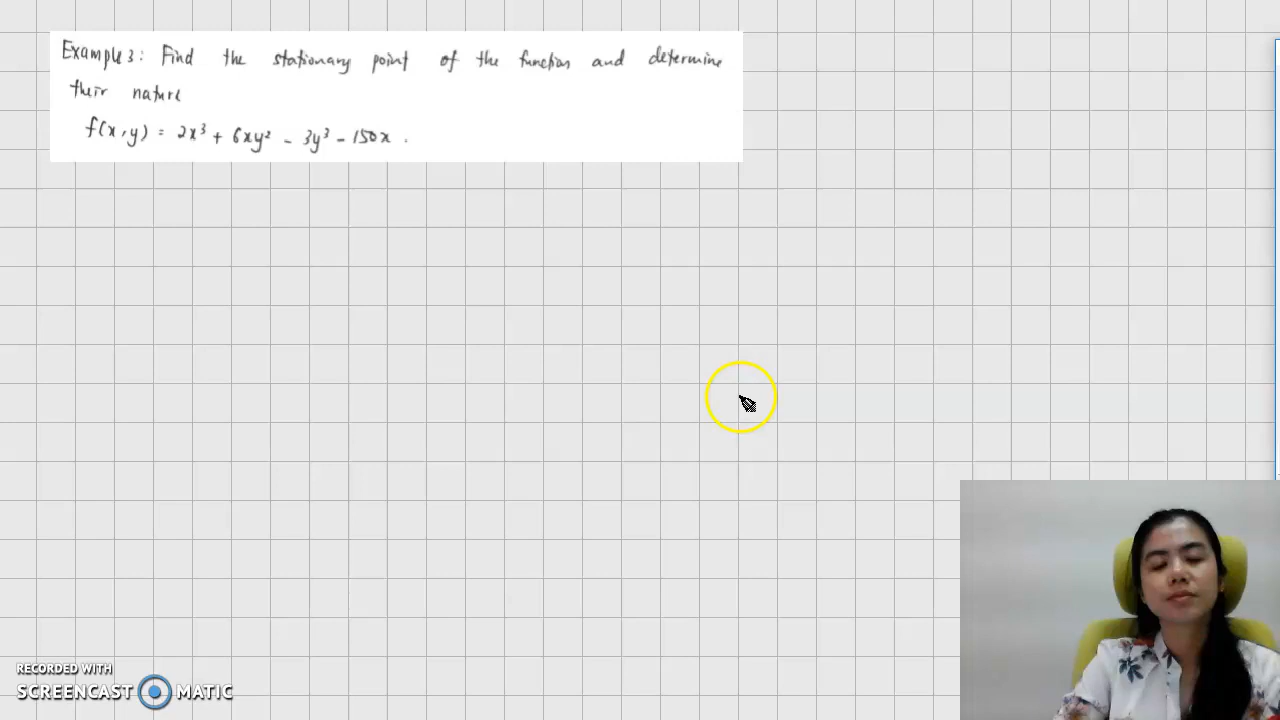 Example 3: Find the stationary point of the function and determine
their nature
f(x,y) = 2x³ + 6xy² - 3y³ - 150x.
RECORDED WITH
SCREENCAST MATIC